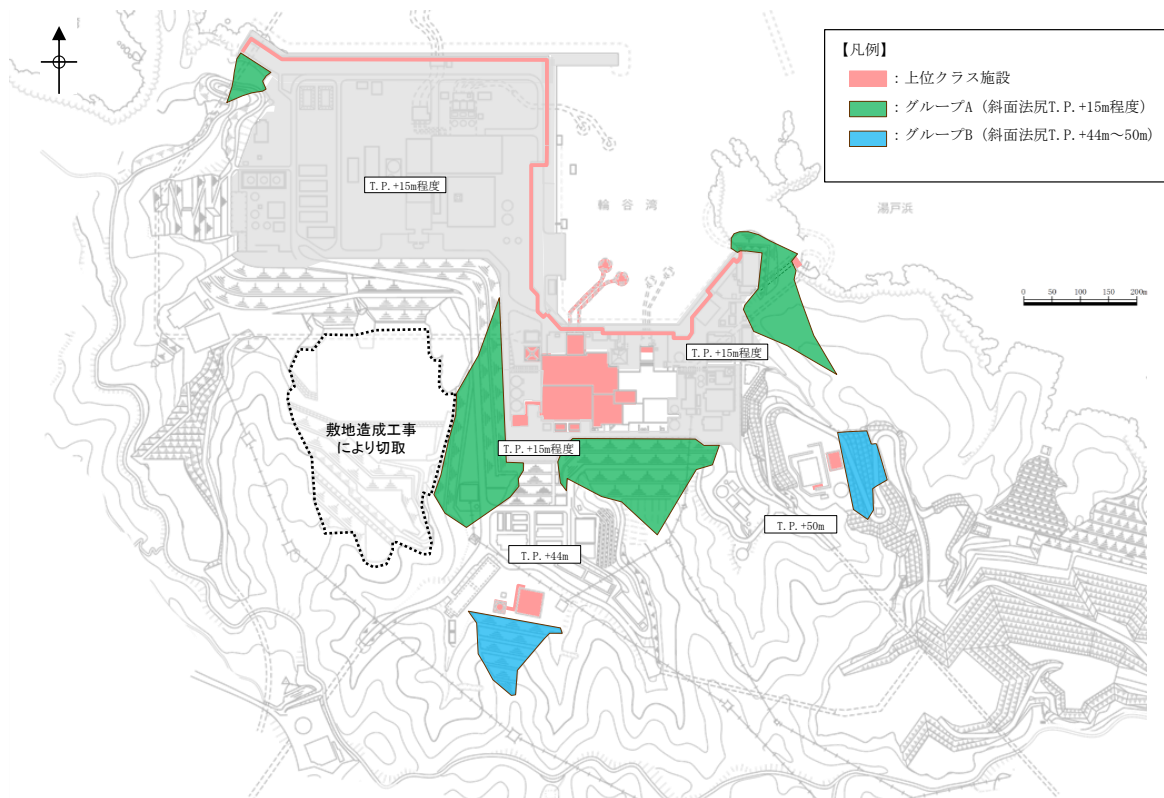 【凡例】
：上位クラス施設
：グループA（斜面法尻T.P.+15m程度）
：グループB（斜面法尻T.P.+44m～50m）
T.P.+15m程度
輪谷湾
湯戸浜
0 50 100 150 200m
T.P.+15m程度
敷地造成工事
により切取
T.P.+15m程度
T.P.+50m
T.P.+44m